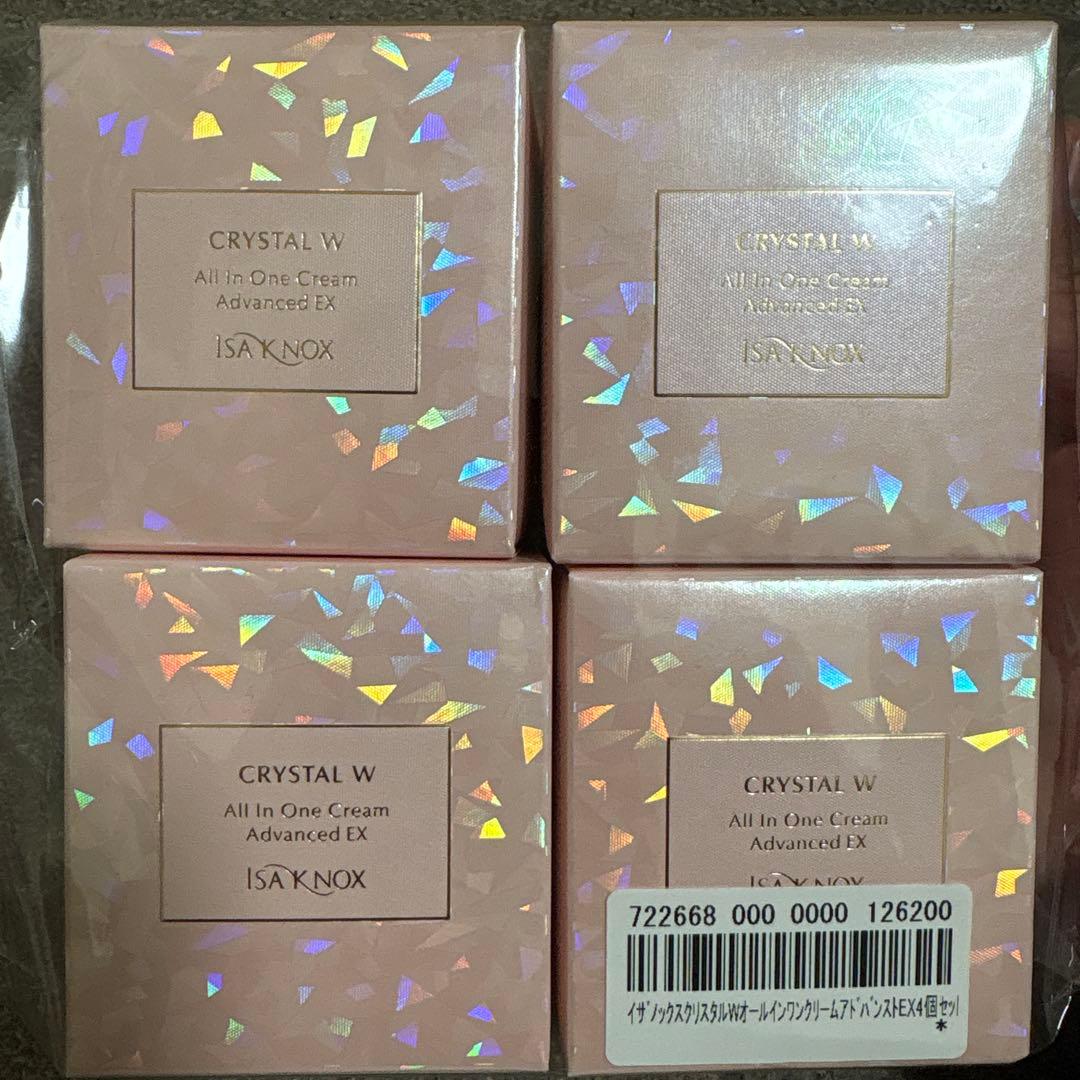 CRYSTAL W
All In One Cream
Advanced EX
ISA KNOX
CRYSTAL W
All In One Cream
Advanced EX
ISA KNOX
CRYSTAL W
All In One Cream
Advanced EX
ISA KNOX
CRYSTAL W
All In One Cream
Advanced EX
ISA KNOX
722668 000 0000 126200
イザノックスクリスタルWオールインワンクリームアドバンストEX4個セッ
*